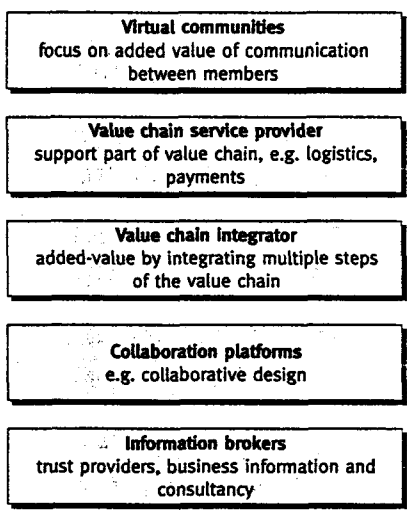 Virtual communities
focus on added value of communication
between members
Value chain service provider
support part of value chain, e.g. logistics,
payments
Value chain integrator
added-value by integrating multiple steps
of the value chain
Collaboration platforms
e.g. collaborative design
Information brokers
trust providers, business information and
consultancy